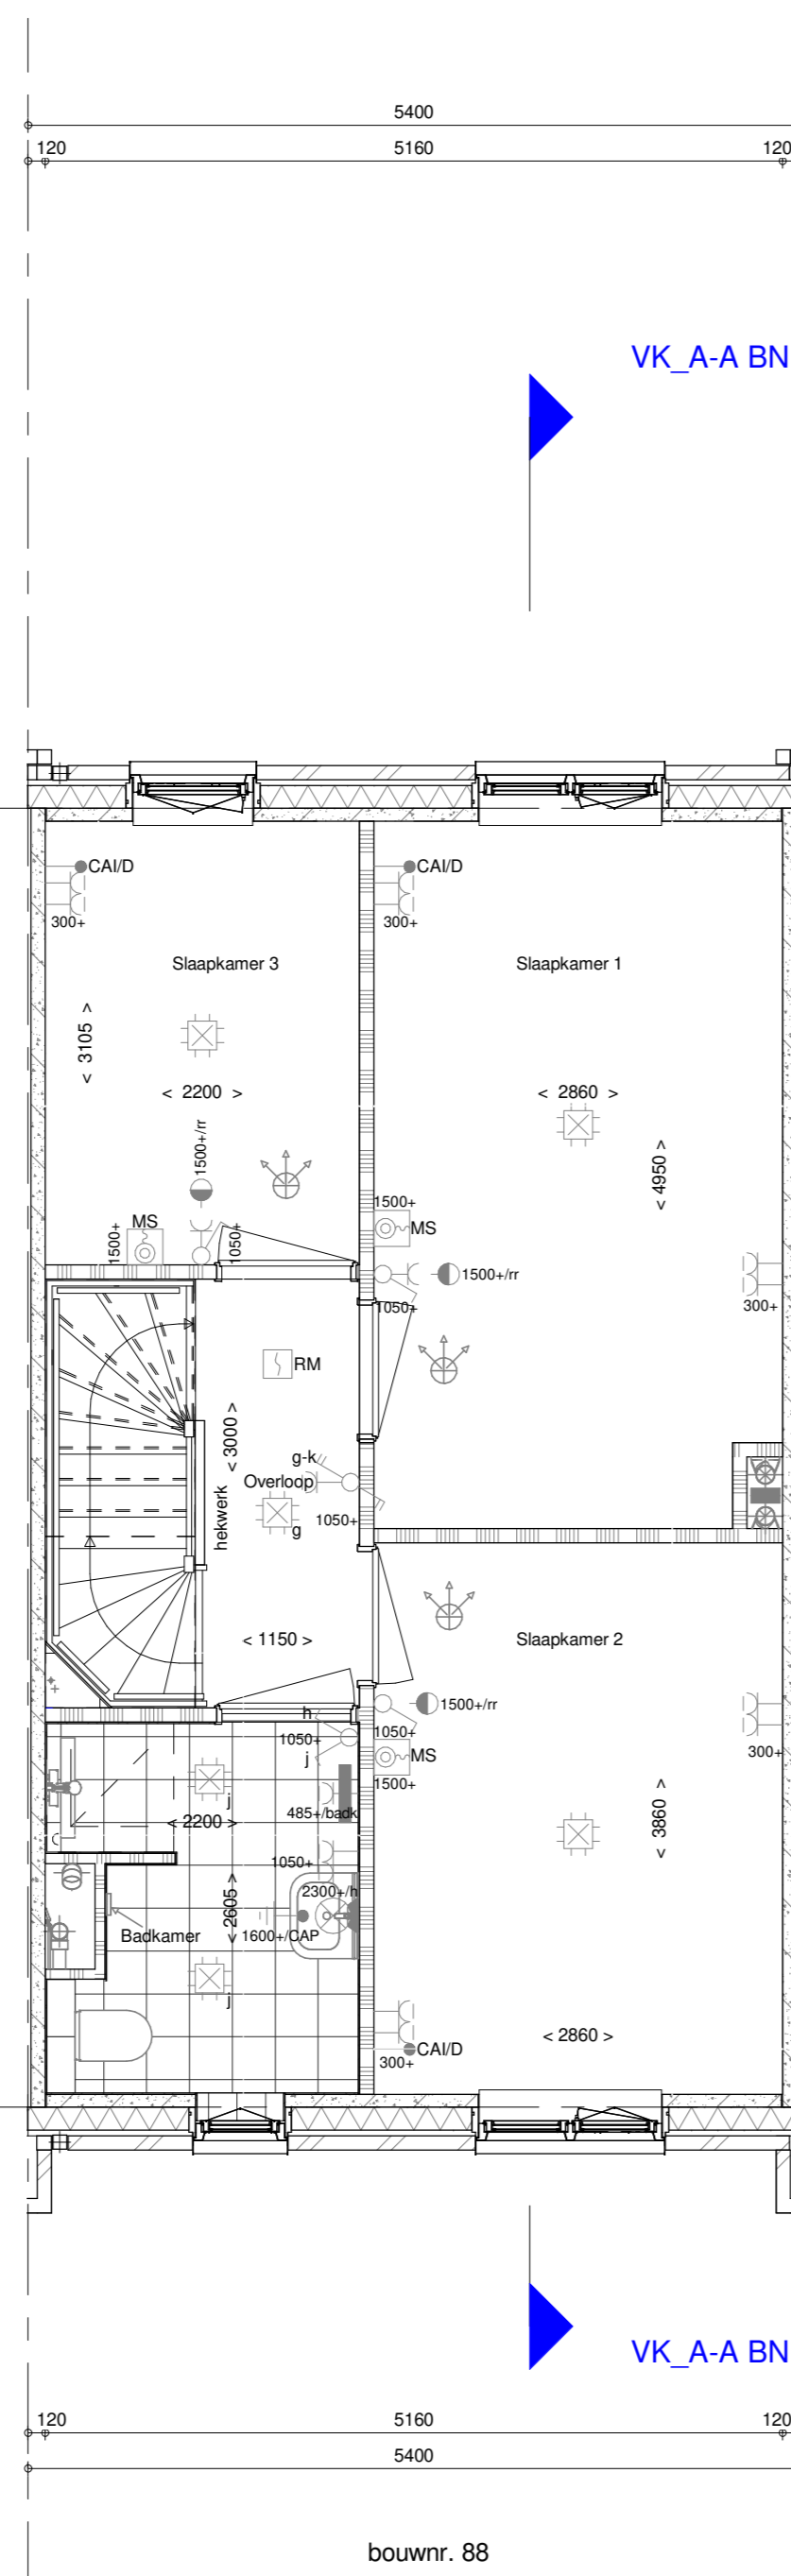 5400
120 5160 120
VK_A-A BN
CAI/D CAI/D
300+ 300+
Slaapkamer 3 Slaapkamer 1
< 3105 >
< 2200 > < 2860 >
1500+/rr
< 4950 >
1500+
MS
1500+
1050+
MS
1500+/rr
1050+
300+
RM
< 3000 >
g-k
Overloop
hekwerk
1050+
g
< 1150 > Slaapkamer 2
h
1050+
j
1500+/rr
1050+
MS
1500+
300+
j
485+/badk
< 2200 >
< 3860 >
1050+
2300+/h
< 2605 >
Badkamer 1600+/CAP
j
< 2860 >
CAI/D
300+
VK_A-A BN
120 5160 120
5400
bouwnr. 88